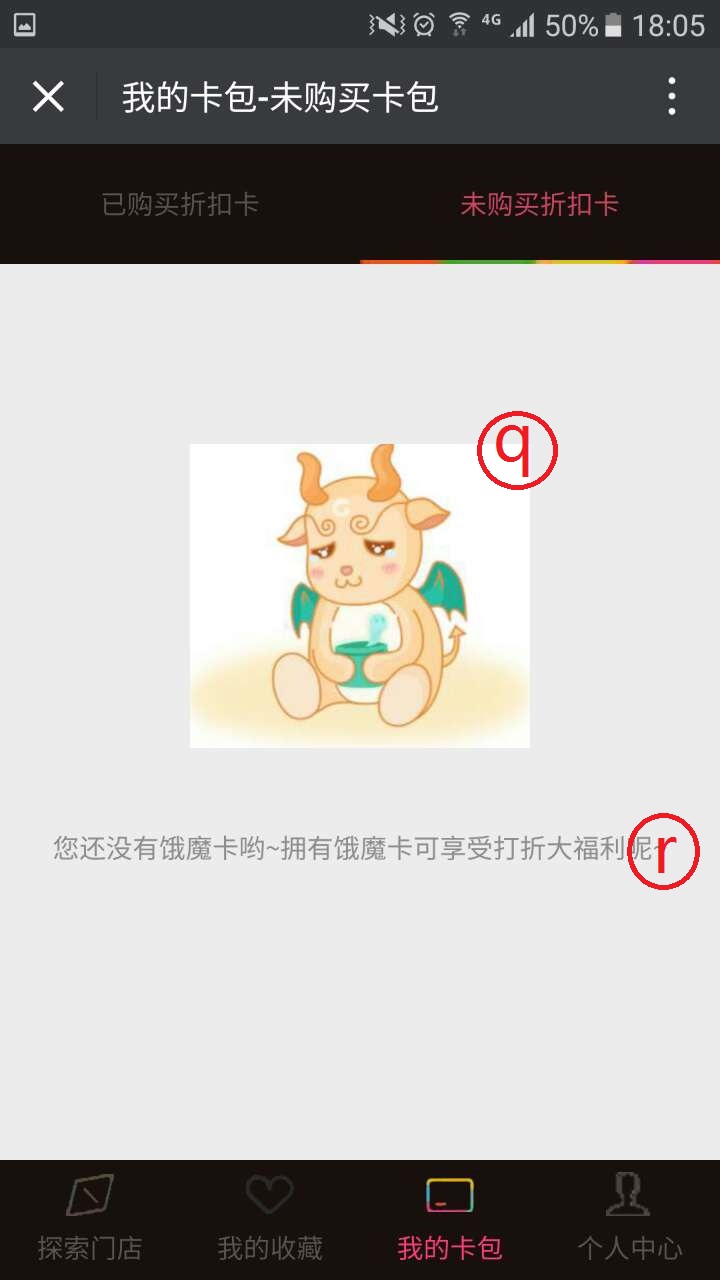 4G 50% 18:05
我的卡包-未购买卡包
已购买折扣卡 未购买折扣卡
q
G
您还没有饿魔卡哟~拥有饿魔卡可享受打折大福利呢~
r
探索门店 我的收藏 我的卡包 个人中心